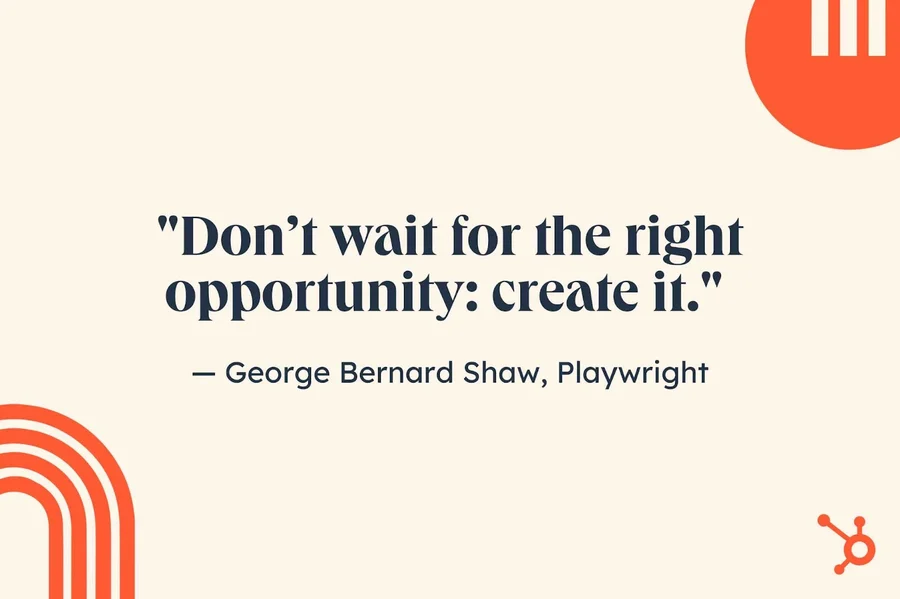 "Don’t wait for the right
opportunity: create it."
— George Bernard Shaw, Playwright